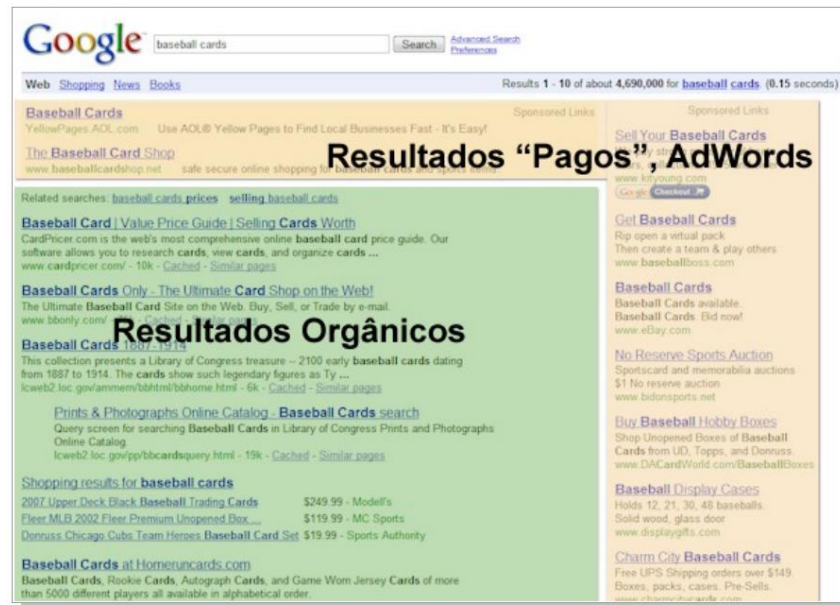 Google
baseball cards
Search
Advanced Search
Preferences
Web Shopping News Books
Results 1 - 10 of about 4,690,000 for baseball cards. (0.15 seconds)
Baseball Cards
Sponsored Links
YellowPages.AOL.com Use AOL® Yellow Pages to Find Local Businesses Fast - It's Easy!
The Baseball Card Shop
www.baseballcardshop.net safe secure online shopping for baseball cards and sports items
Resultados “Pagos”, AdWords
Related searches: baseball cards prices selling baseball cards
Baseball Card | Value Price Guide | Selling Cards Worth
CardPricer.com is the web's most comprehensive online baseball card price guide. Our
software allows you to research cards, view cards, and organize cards ...
www.cardpricer.com/ - 10k - Cached - Similar pages
Baseball Cards Only - The Ultimate Card Shop on the Web!
The Ultimate Baseball Card Site on the Web. Buy, Sell, or Trade by e-mail.
www.bbonly.com/
Resultados Orgânicos
Baseball Cards 1887-1914
This collection presents a Library of Congress treasure -- 2100 early baseball cards dating
from 1887 to 1914. The cards show such legendary figures as Ty ...
lcweb2.loc.gov/ammem/bbhtml/bbhome.html - 6k - Cached - Similar pages
Prints & Photographs Online Catalog - Baseball Cards search
Query screen for searching Baseball Cards in Library of Congress Prints and Photographs
Online Catalog.
lcweb2.loc.gov/pp/bbcardsquery.html - 19k - Cached - Similar pages
Shopping results for baseball cards
2007 Upper Deck Black Baseball Trading Cards $249.99 - Modell's
Fleer MLB 2002 Fleer Premium Unopened Box ... $119.99 - MC Sports
Donruss Chicago Cubs Team Heroes Baseball Card Set $19.99 - Sports Authority
Baseball Cards at Homeruncards.com
Baseball Cards, Rookie Cards, Autograph Cards, and Game Worn Jersey Cards of more
than 5000 different players all available in alphabetical order.
Sponsored Links
Sell Your Baseball Cards
www.kityoung.com
Google Checkout
Get Baseball Cards
Rip open a virtual pack
Then create a team & play others
www.baseballboss.com
Baseball Cards
Baseball Cards available.
Baseball Cards. Bid now!
www.eBay.com
No Reserve Sports Auction
Sportscard and memorabilia auctions
$1 No reserve auction
www.bidonsports.net
Buy Baseball Hobby Boxes
Shop Unopened Boxes of Baseball
Cards from UD, Topps, and Donruss.
www.DACardWorld.com/BaseballBoxes
Baseball Display Cases
Holds 12, 21, 30, 48 baseballs.
Solid wood, glass door
www.displaygifts.com
Charm City Baseball Cards
Free UPS Shipping orders over $149.
Boxes, packs, cases. Pre-Sells.
www.charmcitycards.com